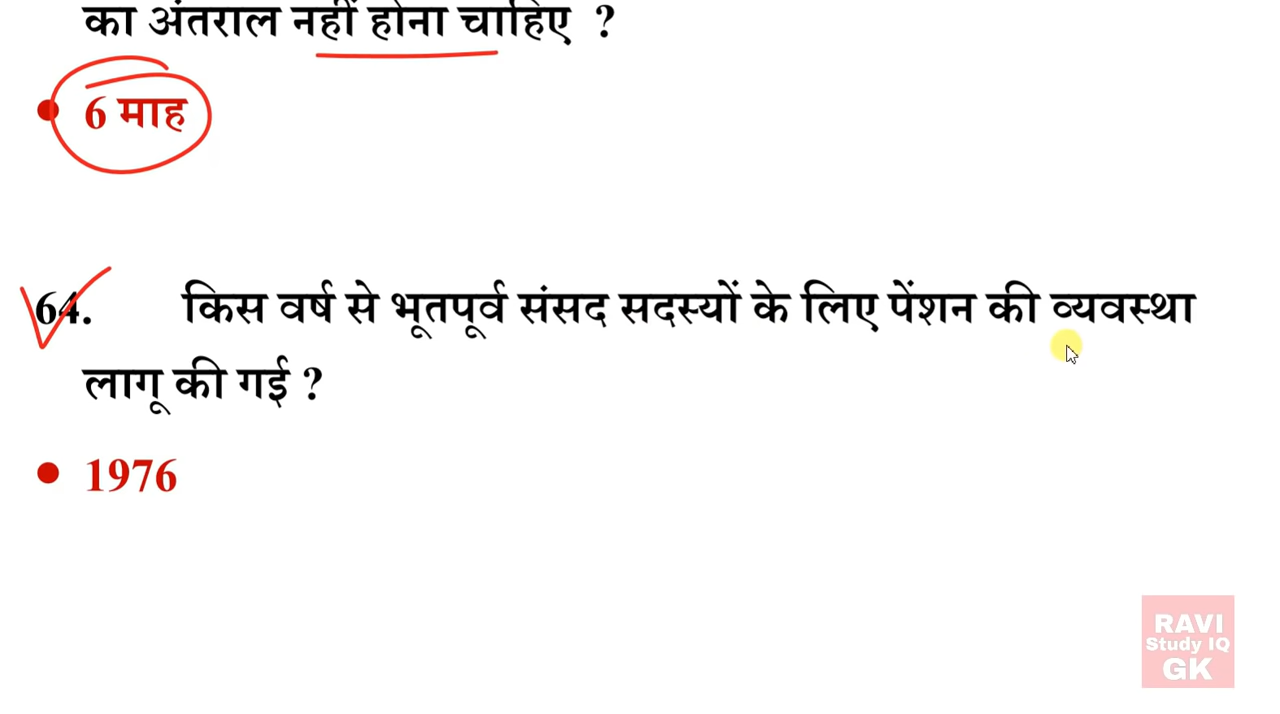 का अंतराल नहीं होना चाहिए ?
• 6 माह
64. किस वर्ष से भूतपूर्व संसद सदस्यों के लिए पेंशन की व्यवस्था
लागू की गई ?
• 1976
RAVI
Study IQ
GK